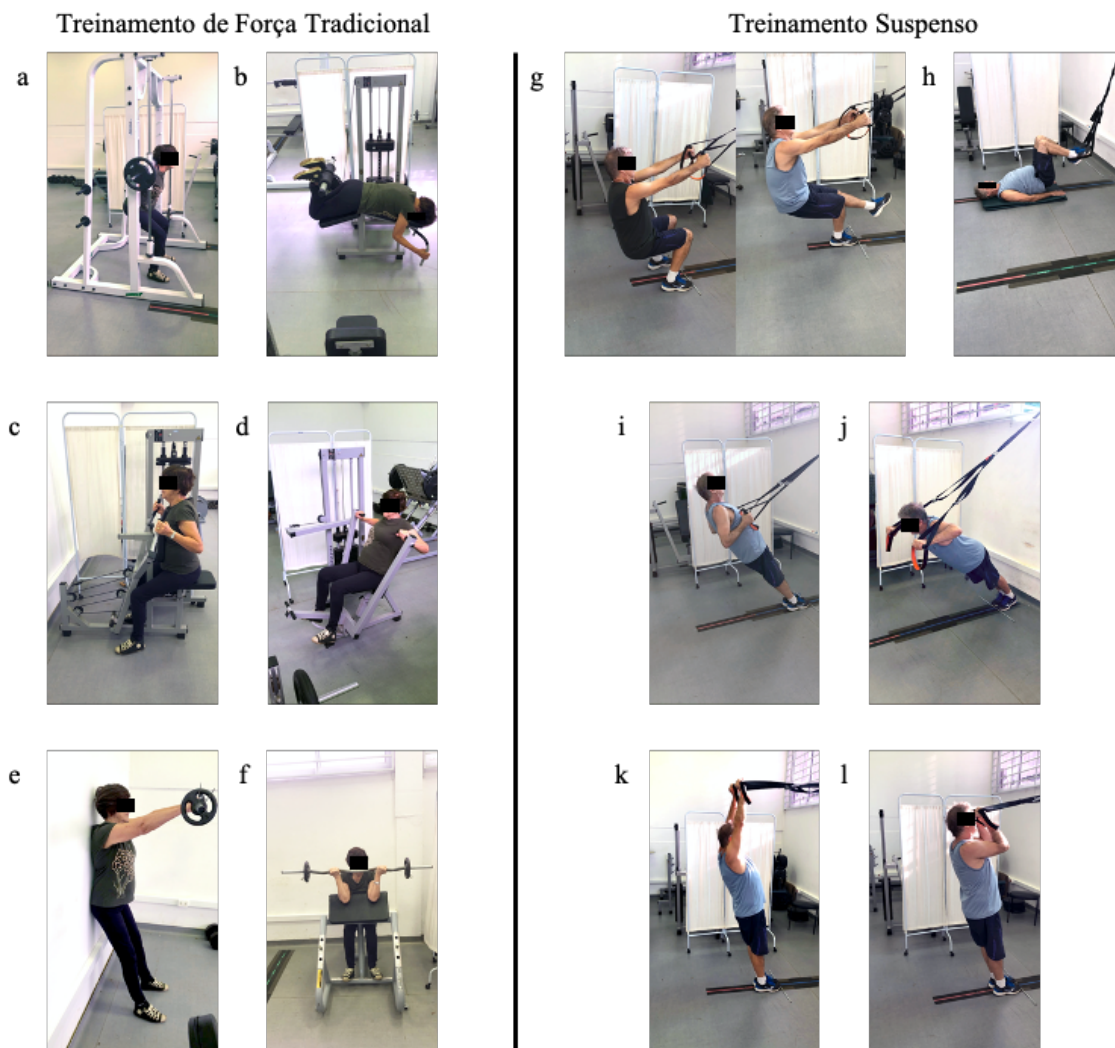 Treinamento de Força Tradicional
Treinamento Suspenso
a
b
g
h
c
d
i
j
e
f
k
l